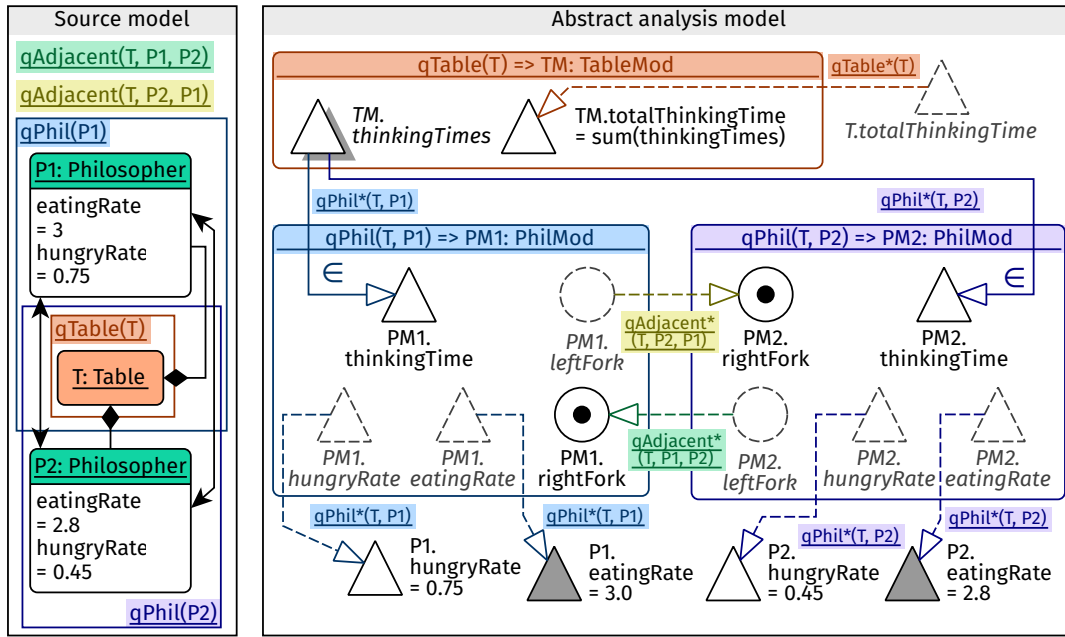 Source model
qAdjacent(T, P1, P2)
qAdjacent(T, P2, P1)
qPhil(P1)
P1: Philosopher
eatingRate
= 3
hungryRate
= 0.75
qTable(T)
T: Table
P2: Philosopher
eatingRate
= 2.8
hungryRate
= 0.45
qPhil(P2)
Abstract analysis model
qTable(T) => TM: TableMod
TM.
thinkingTimes
TM.totalThinkingTime
= sum(thinkingTimes)
qTable*(T)
T.totalThinkingTime
qPhil*(T, P1)
qPhil*(T, P2)
qPhil(T, P1) => PM1: PhilMod
∈
PM1.
thinkingTime
PM1.
leftFork
PM1.
hungryRate
PM1.
eatingRate
PM1.
rightFork
qAdjacent*
(T, P2, P1)
qAdjacent*
(T, P1, P2)
qPhil(T, P2) => PM2: PhilMod
∈
PM2.
rightFork
PM2.
thinkingTime
PM2.
leftFork
PM2.
hungryRate
PM2.
eatingRate
qPhil*(T, P1)
qPhil*(T, P1)
qPhil*(T, P2)
qPhil*(T, P2)
P1.
hungryRate
= 0.75
P1.
eatingRate
= 3.0
P2.
hungryRate
= 0.45
P2.
eatingRate
= 2.8